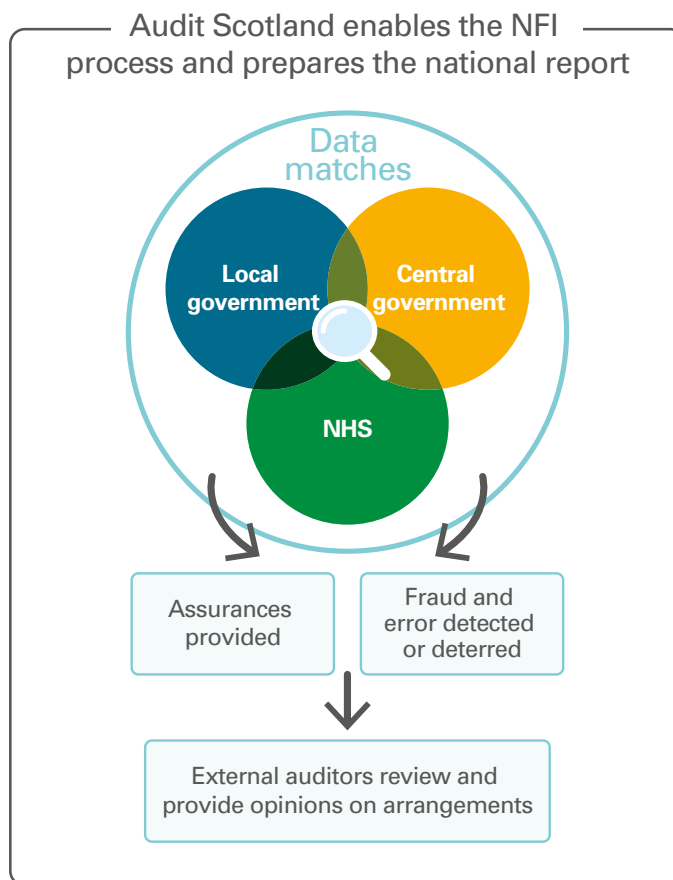 Audit Scotland enables the NFI
process and prepares the national report
Data
matches
Local
government
Central
government
NHS
Assurances
provided
Fraud and
error detected
or deterred
External auditors review and
provide opinions on arrangements